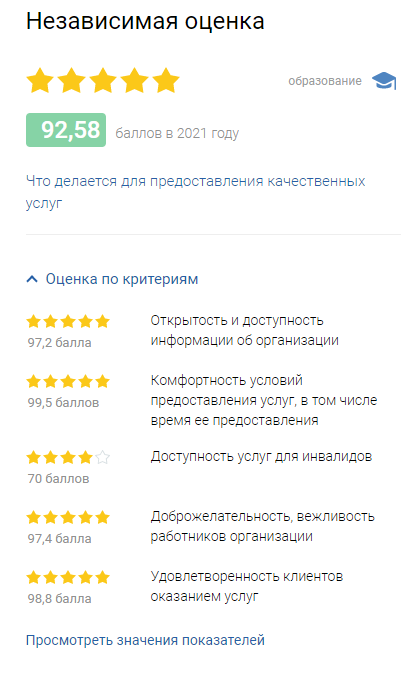 Независимая оценка
образование
92,58 баллов в 2021 году
Что делается для предоставления качественных
услуг
Оценка по критериям
Открытость и доступность
информации об организации
97,2 балла
Комфортность условий
предоставления услуг, в том числе
время ее предоставления
99,5 баллов
Доступность услуг для инвалидов
70 баллов
Доброжелательность, вежливость
работников организации
97,4 балла
Удовлетворенность клиентов
оказанием услуг
98,8 балла
Просмотреть значения показателей